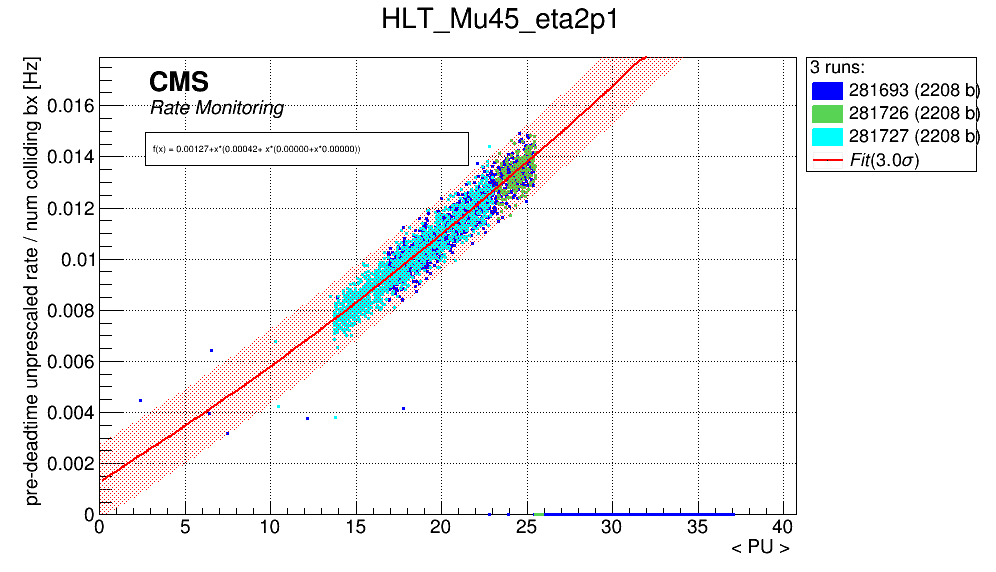 HLT_Mu45_eta2p1
pre-deadtime unprescaled rate / num colliding bx [Hz]
CMS
Rate Monitoring
f(x) = 0.00127+x*(0.00042+ x*(0.00000+x*0.00000))
0.016
0.014
0.012
0.01
0.008
0.006
0.004
0.002
0
0 5 10 15 20 25 30 35 40
< PU >
3 runs:
281693 (2208 b)
281726 (2208 b)
281727 (2208 b)
Fit(3.0σ)